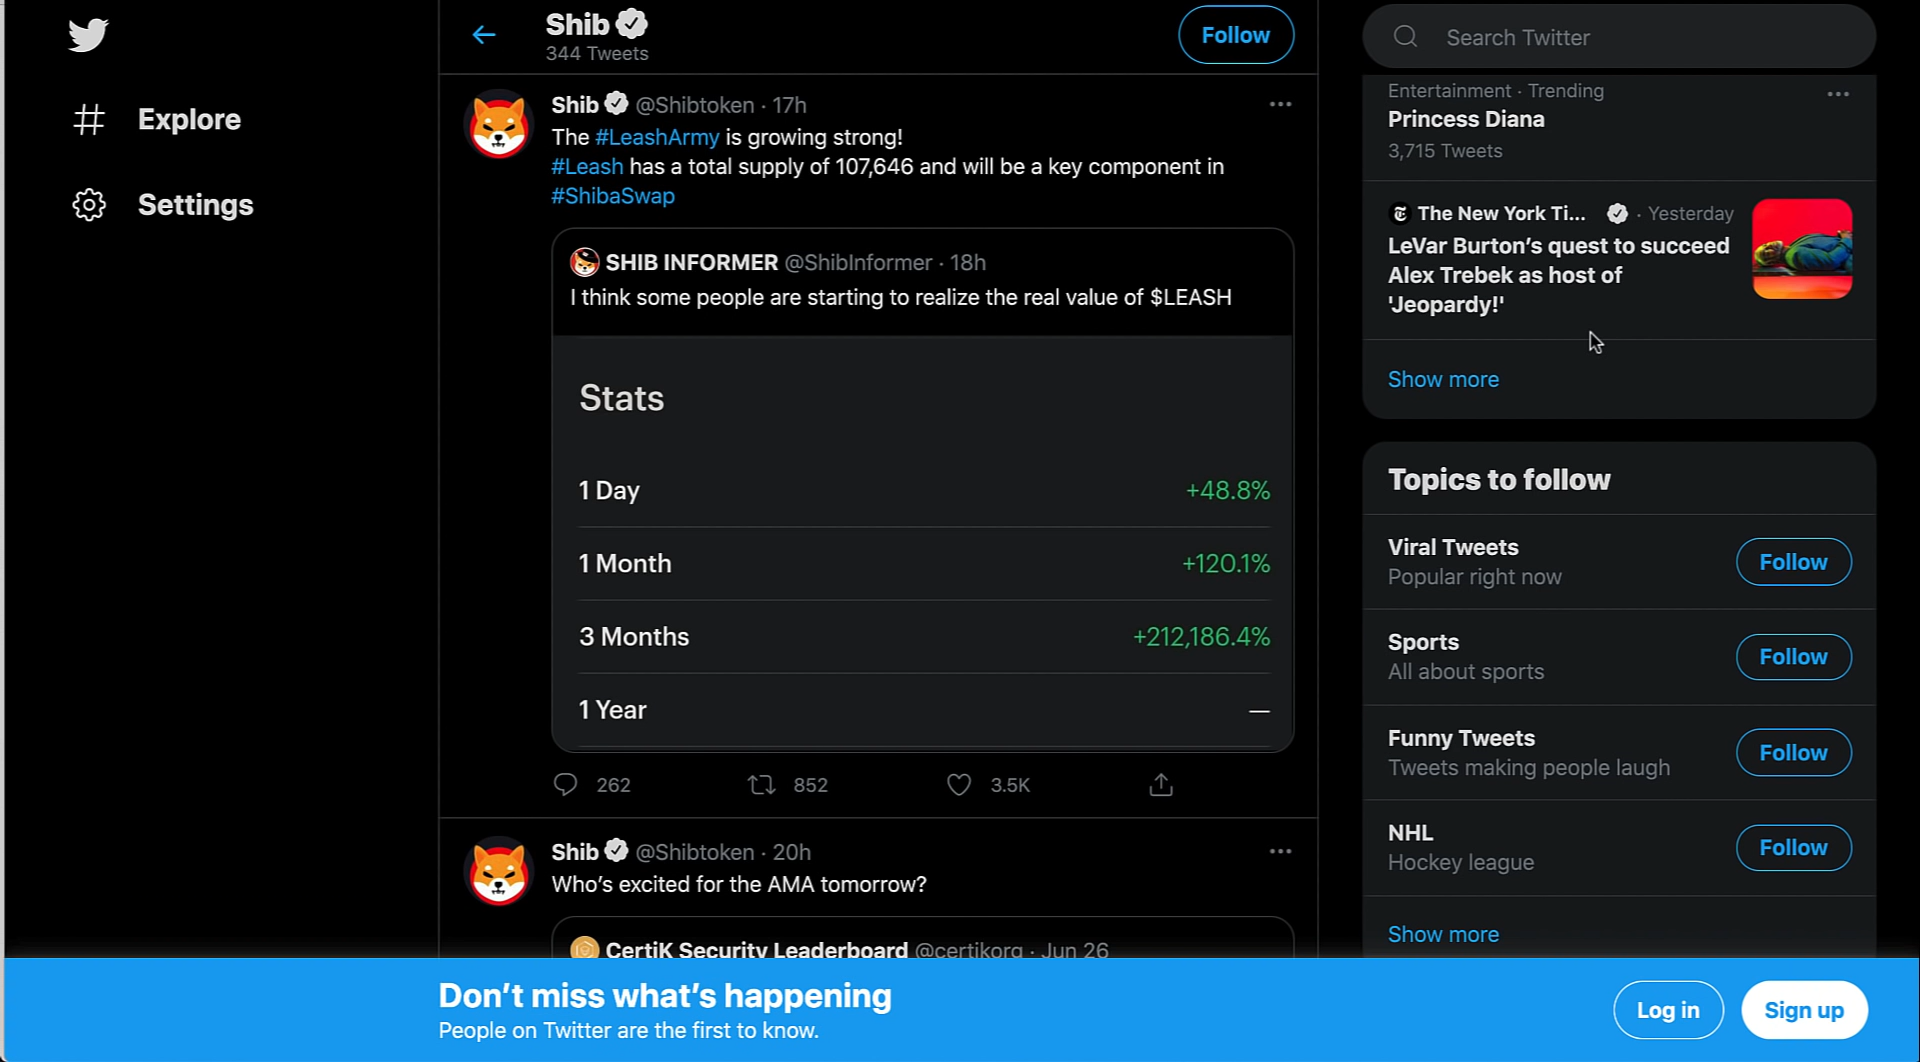 Explore
Settings
Shib
344 Tweets
Follow
Shib @Shibtoken · 17h
The #LeashArmy is growing strong!
#Leash has a total supply of 107,646 and will be a key component in
#ShibaSwap
SHIB INFORMER @ShibInformer · 18h
I think some people are starting to realize the real value of $LEASH
Stats
1 Day +48.8%
1 Month +120.1%
3 Months +212,186.4%
1 Year —
262 852 3.5K
Shib @Shibtoken · 20h
Who's excited for the AMA tomorrow?
CertiK Security Leaderboard @certikorg · Jun 26
Search Twitter
Entertainment · Trending
Princess Diana
3,715 Tweets
The New York Ti... · Yesterday
LeVar Burton's quest to succeed
Alex Trebek as host of
'Jeopardy!'
Show more
Topics to follow
Viral Tweets
Popular right now
Follow
Sports
All about sports
Follow
Funny Tweets
Tweets making people laugh
Follow
NHL
Hockey league
Follow
Show more
Don't miss what's happening
People on Twitter are the first to know.
Log in
Sign up